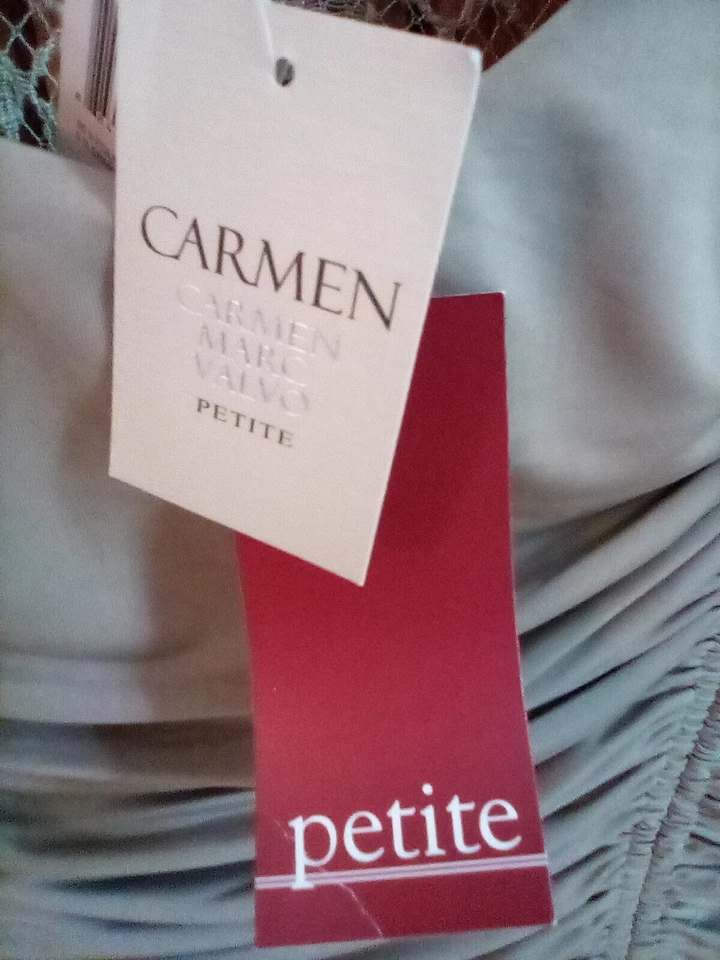 CARMEN
CARMEN
MARC
VALVO
PETITE
petite